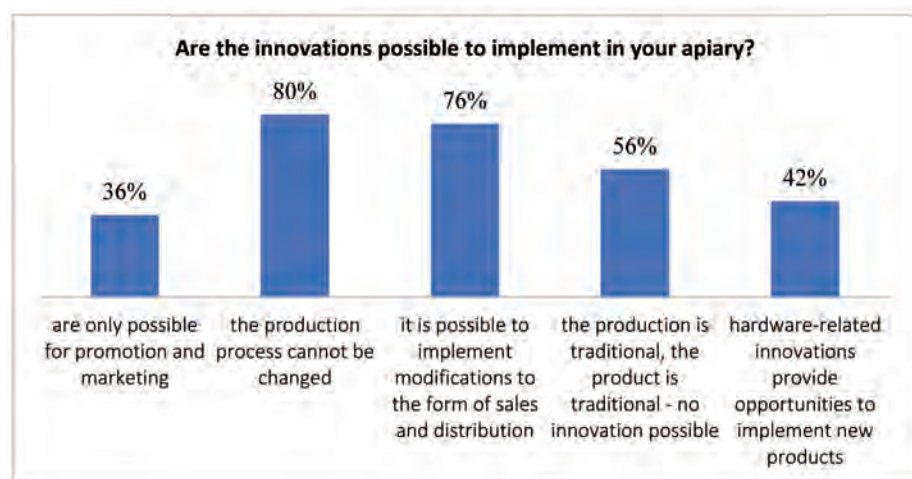 Are the innovations possible to implement in your apiary?
36%
80%
76%
56%
42%
are only possible
for promotion and
marketing
the production
process cannot be
changed
it is possible to
implement
modifications to
the form of sales
and distribution
the production is
traditional, the
product is
traditional - no
innovation possible
hardware-related
innovations
provide
opportunities to
implement new
products